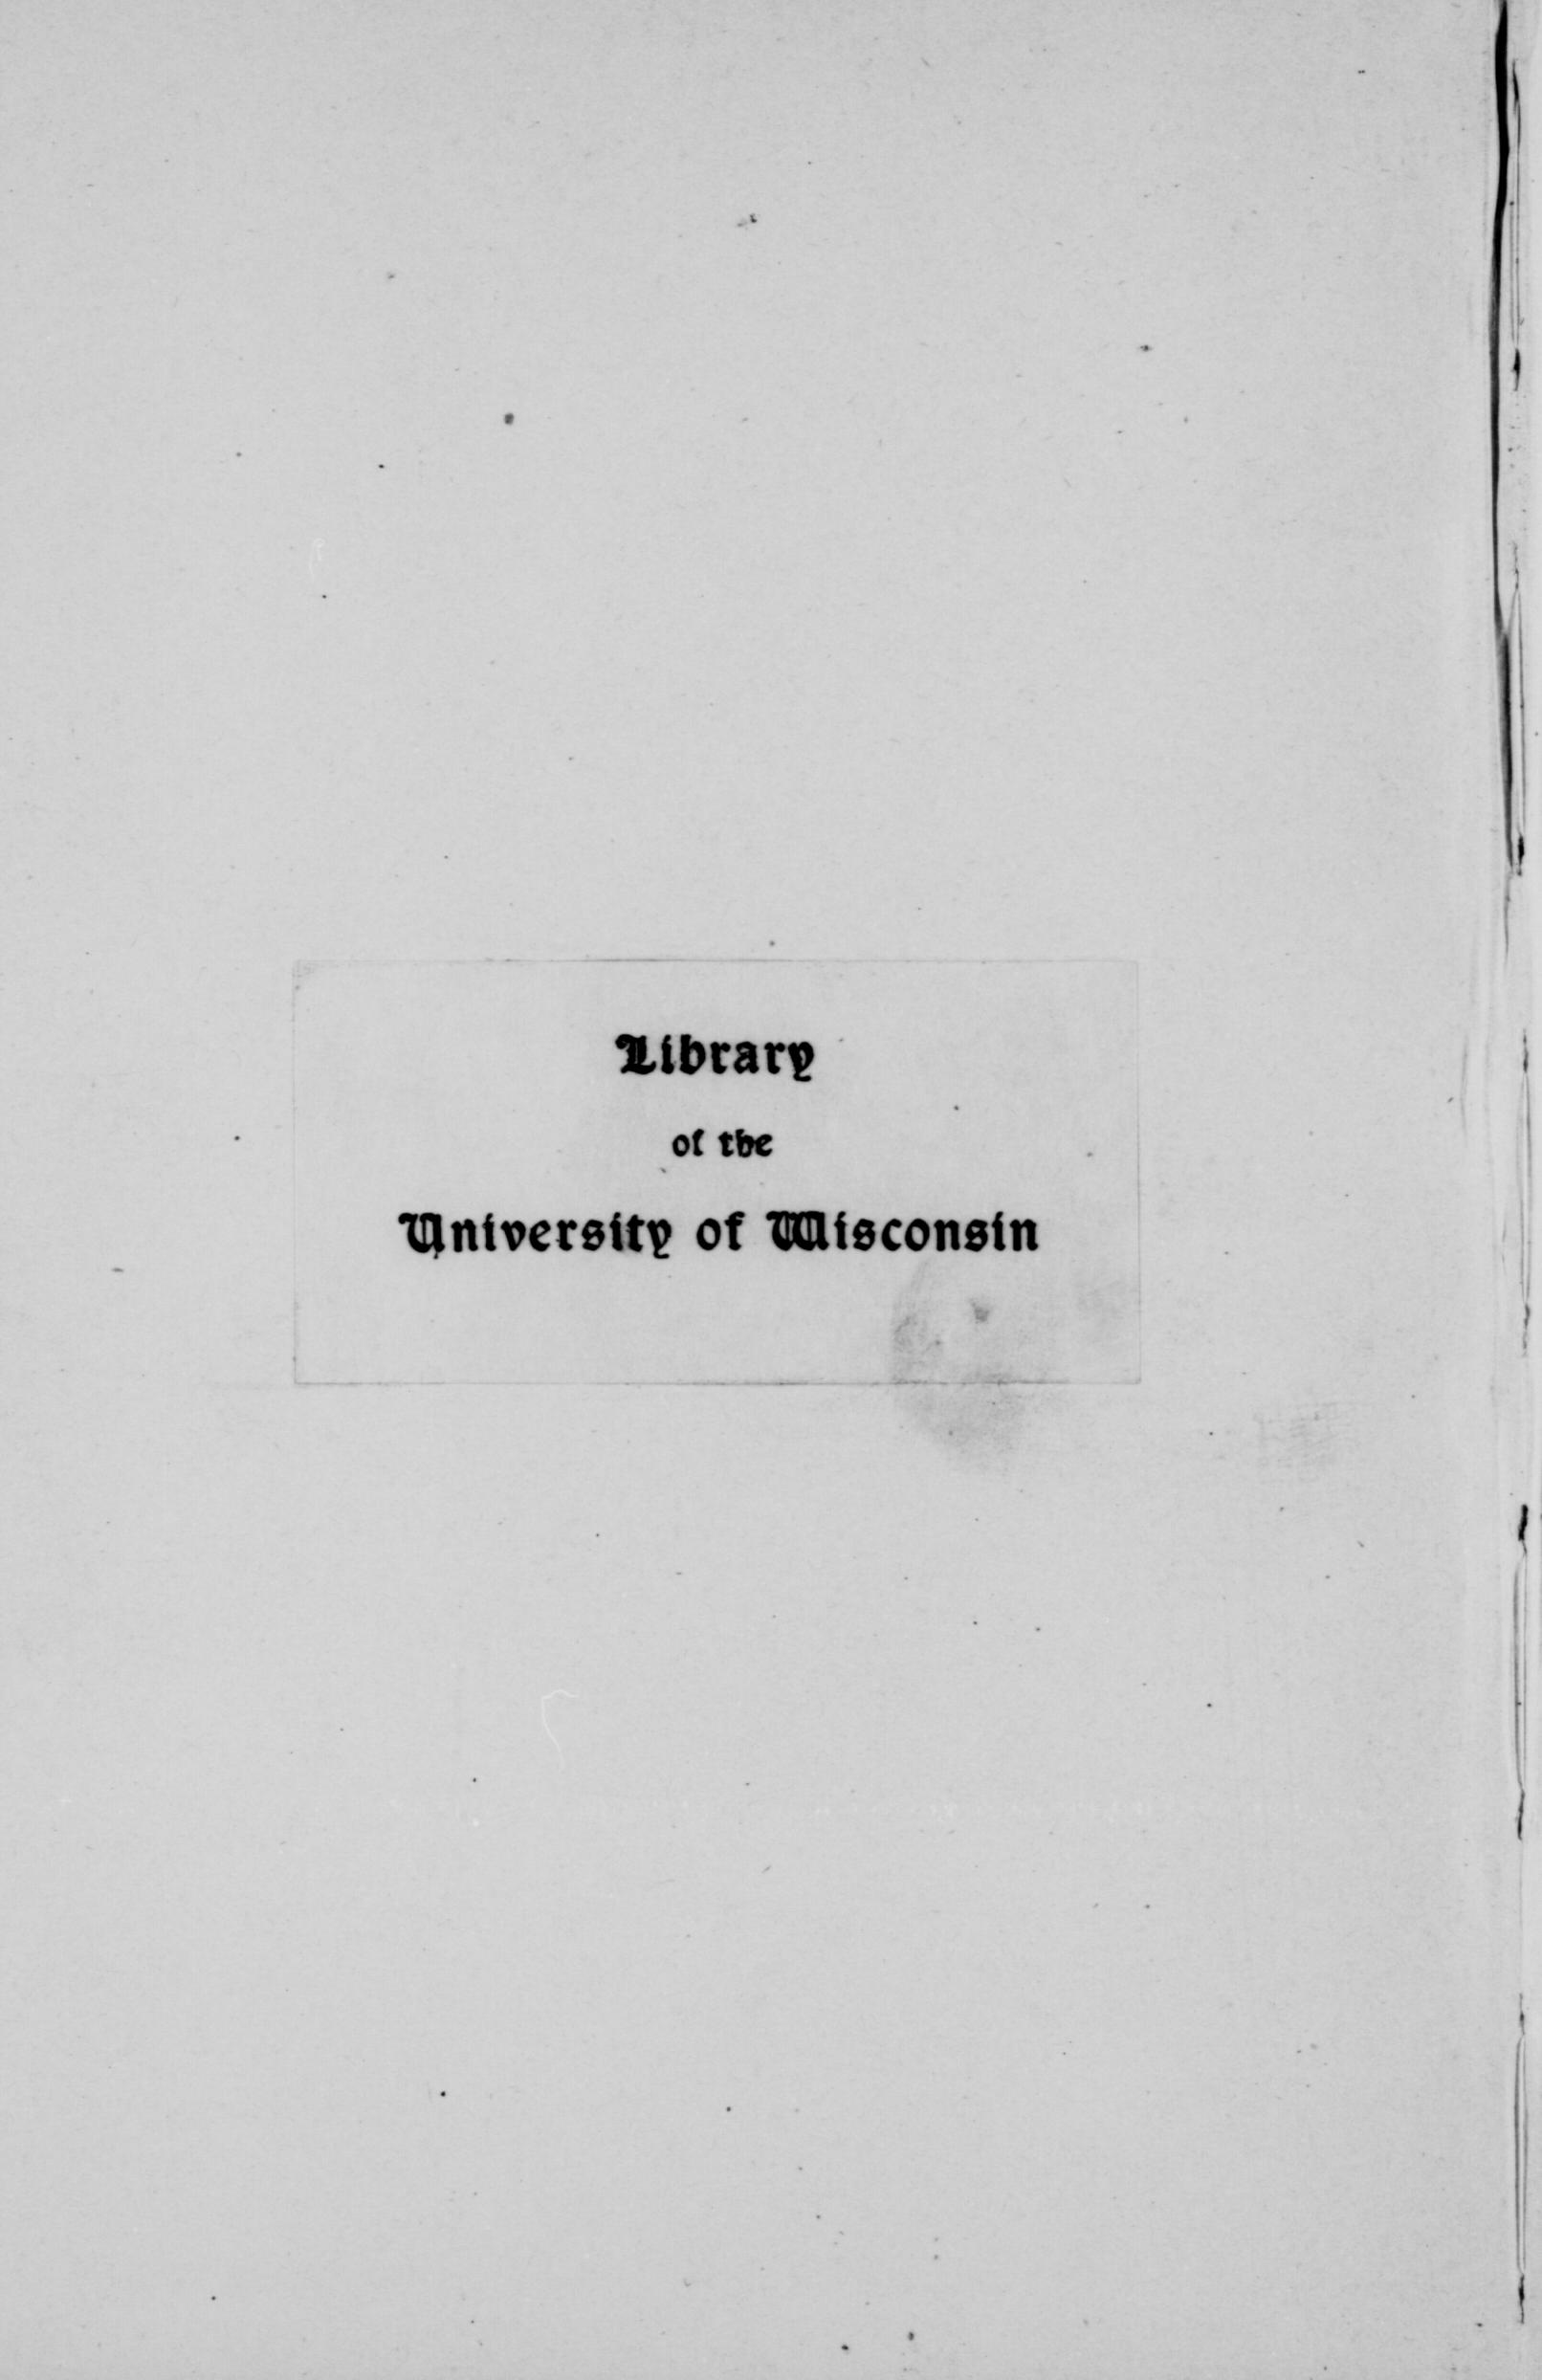 Library
of the
University of Wisconsin